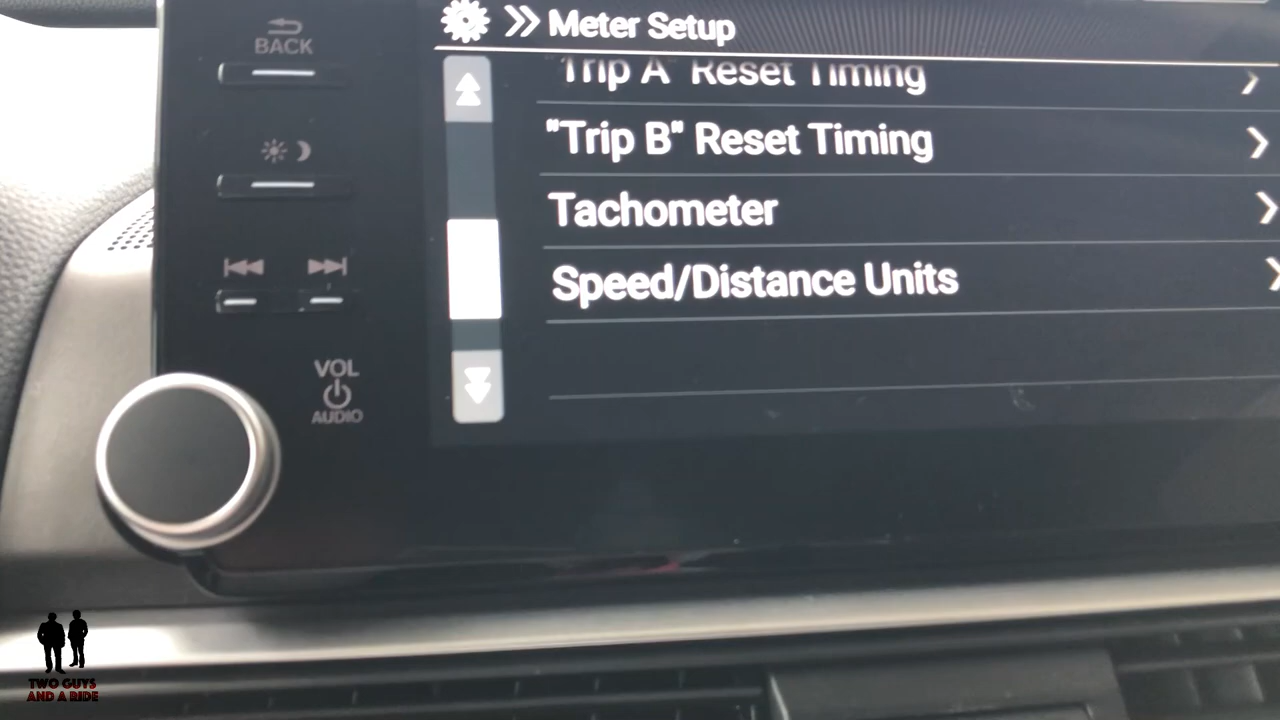 BACK
Meter Setup
"Trip A" Reset Timing
"Trip B" Reset Timing
Tachometer
Speed/Distance Units
VOL
AUDIO
TWO GUYS
AND A RIDE